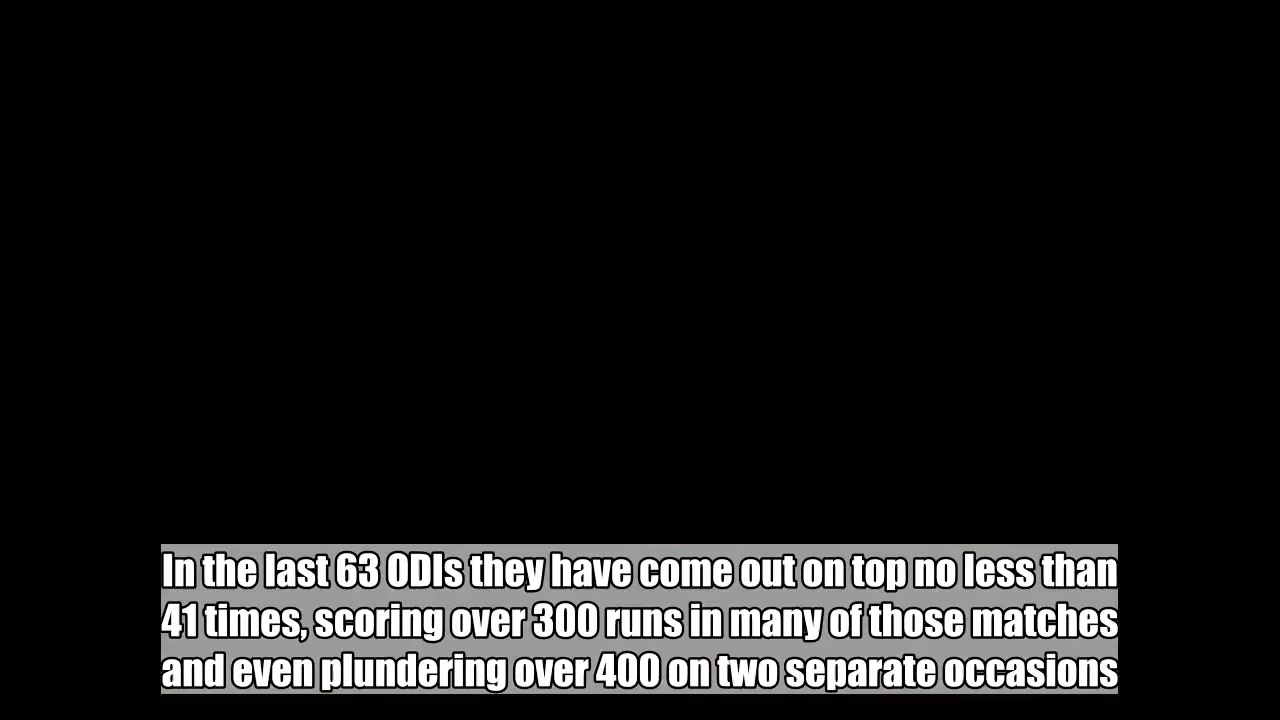 In the last 63 ODIs they have come out on top no less than
41 times, scoring over 300 runs in many of those matches
and even plundering over 400 on two separate occasions